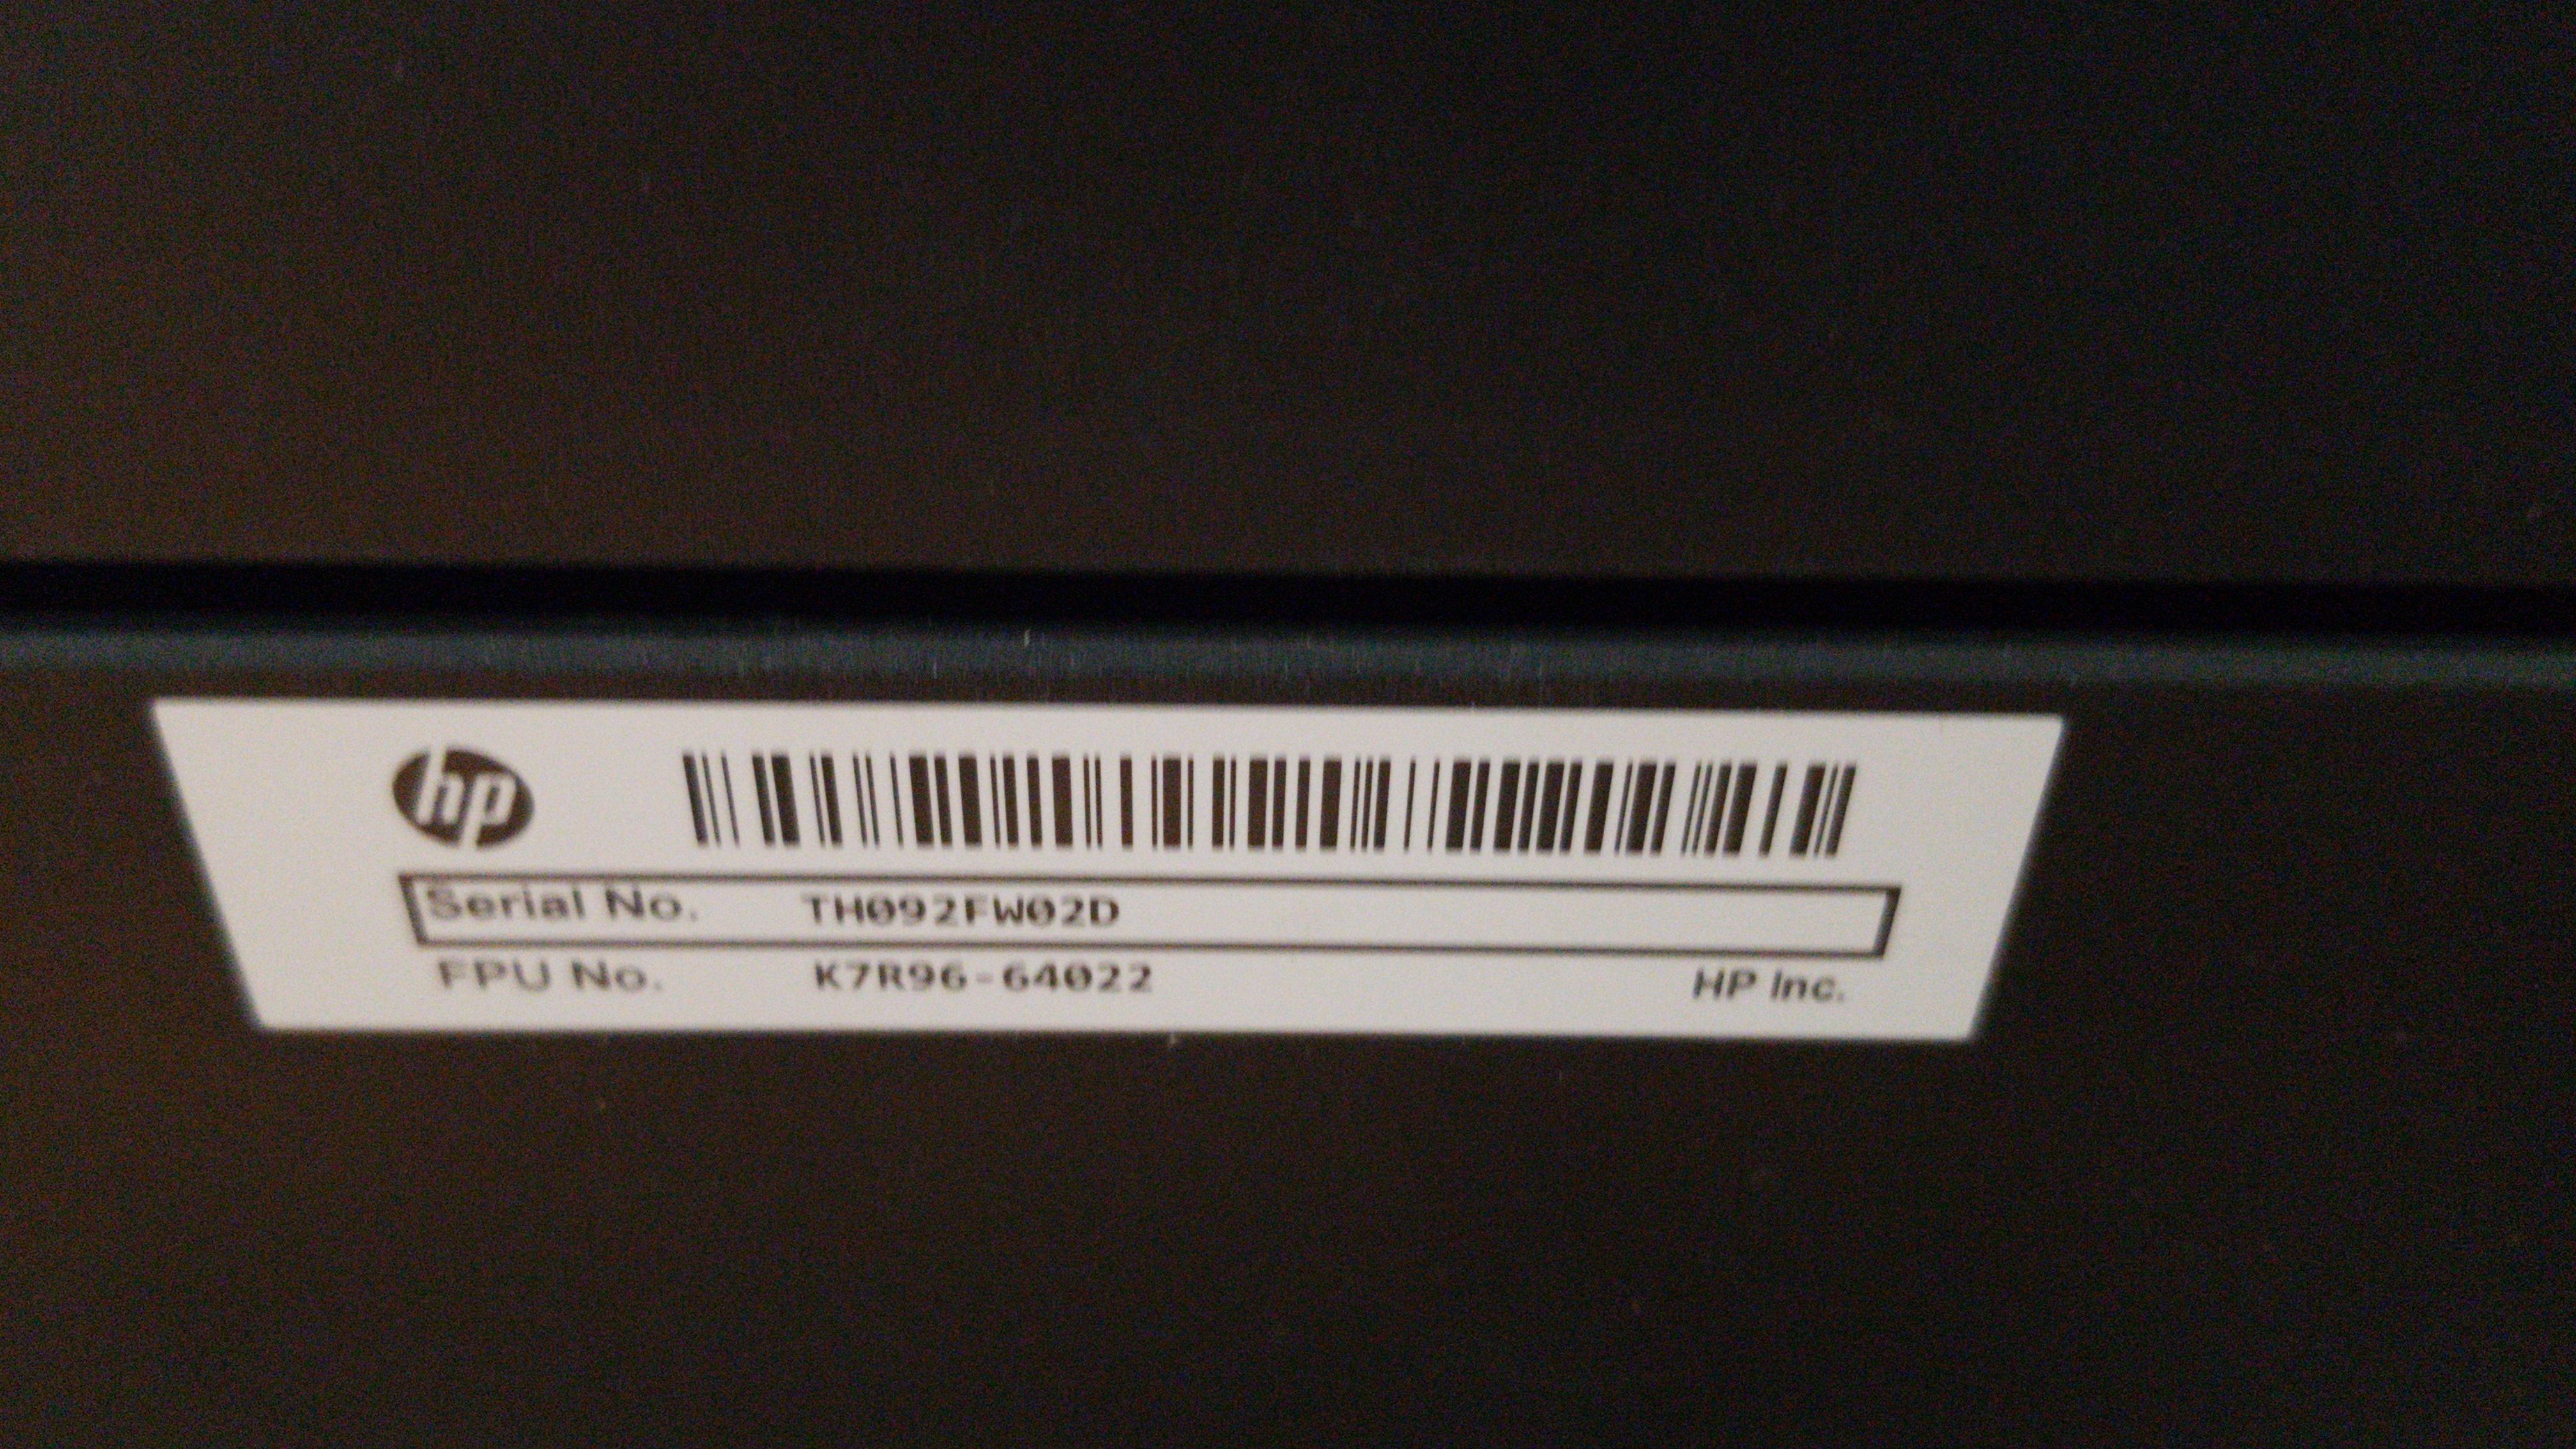 hp
Serial No. TH092FW02D
FPU No. K7R96-64022 HP Inc.